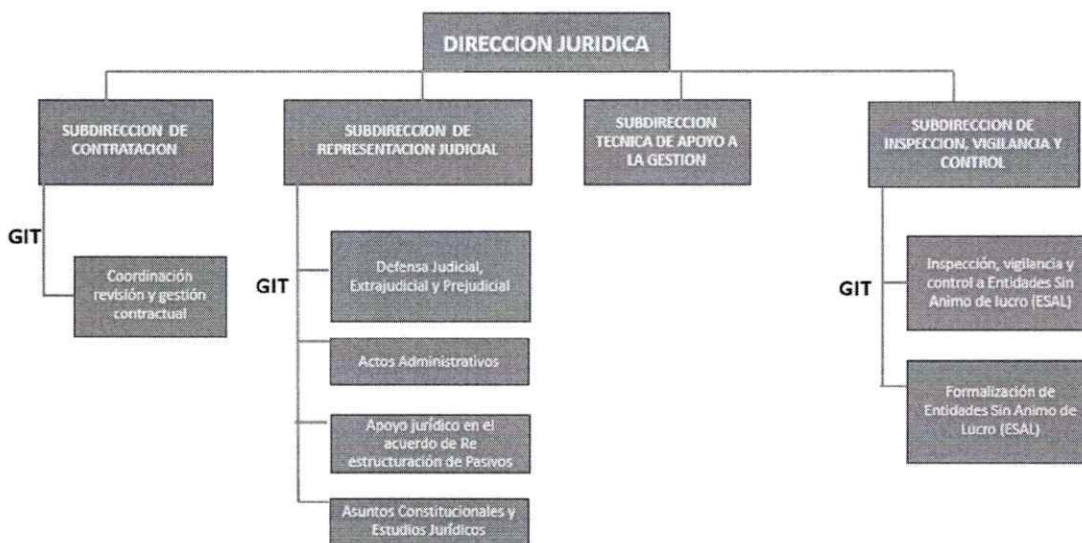 DIRECCION JURIDICA
SUBDIRECCION DE
CONTRATACION
SUBDIRECCION DE
REPRESENTACION JUDICIAL
SUBDIRECCION
TECNICA DE APOYO A
LA GESTION
SUBDIRECCION DE
INSPECCION, VIGILANCIA Y
CONTROL
GIT
Coordinación
revisión y gestión
contractual
GIT
Defensa Judicial,
Extrajudicial y Prejudicial
Actos Administrativos
Apoyo jurídico en el
acuerdo de Re
estructuración de Pasivos
Asuntos Constitucionales y
Estudios Jurídicos
GIT
Inspección, vigilancia y
control a Entidades Sin
Animo de lucro (ESAL)
Formalización de
Entidades Sin Animo de
Lucro (ESAL)